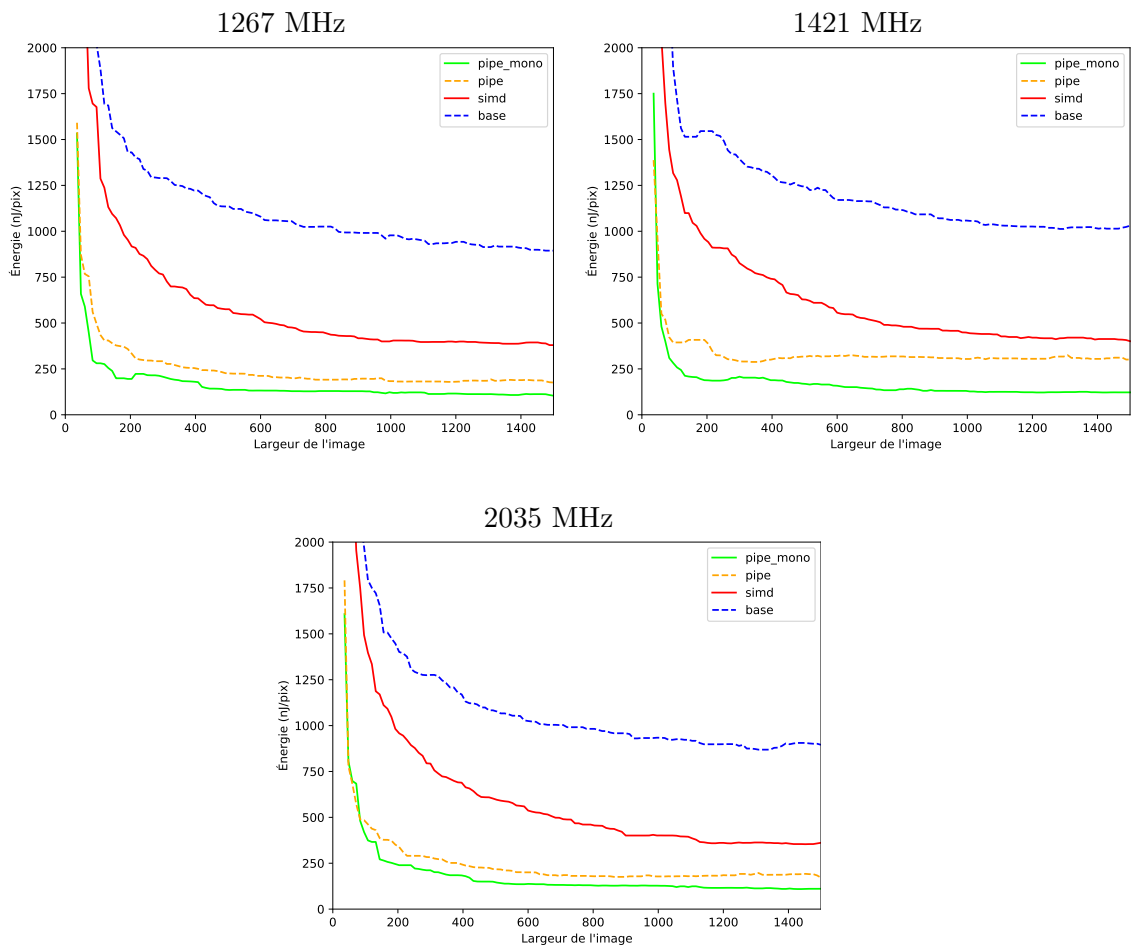 1267 MHz
2000
1750
1500
1250
1000
750
500
250
0
Énergie (nJ/pix)
0 200 400 600 800 1000 1200 1400
Largeur de l'image
pipe_mono
pipe
simd
base
1421 MHz
2000
1750
1500
1250
1000
750
500
250
0
Énergie (nJ/pix)
0 200 400 600 800 1000 1200 1400
Largeur de l'image
pipe_mono
pipe
simd
base
2035 MHz
2000
1750
1500
1250
1000
750
500
250
0
Énergie (nJ/pix)
0 200 400 600 800 1000 1200 1400
Largeur de l'image
pipe_mono
pipe
simd
base